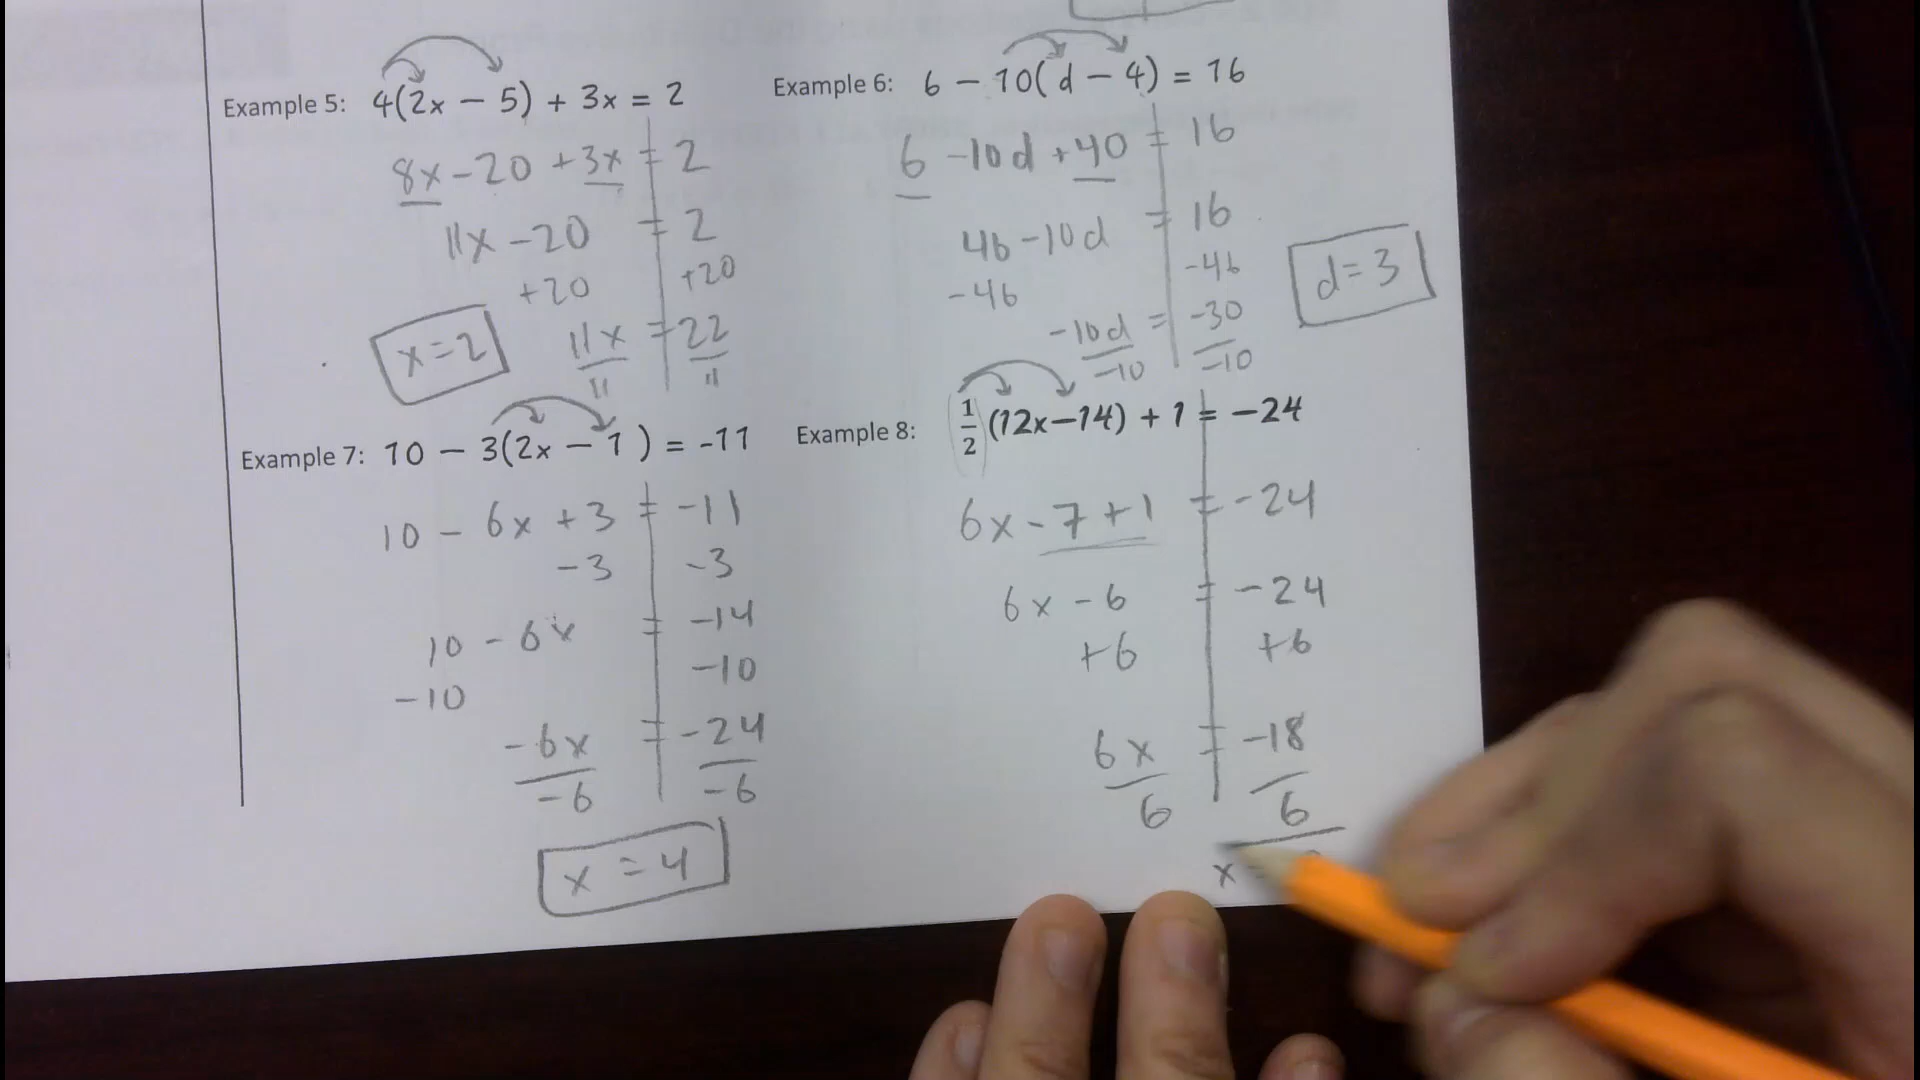 Example 5: 4(2x - 5) + 3x = 2
8x - 20 + 3x = 2
11x - 20 = 2
+20 +20
11x = 22
11 11
x = 2
Example 6: 6 - 10(d - 4) = 16
6 - 10d + 40 = 16
46 - 10d = 16
-46 -46
-10d = -30
-10 -10
d = 3
Example 7: 10 - 3(2x - 1) = -11
10 - 6x + 3 = -11
-3 -3
10 - 6x = -14
-10 -10
-6x = -24
-6 -6
x = 4
Example 8: 1/2 (12x-14) + 1 = -24
6x - 7 + 1 = -24
6x - 6 = -24
+6 +6
6x = -18
6 6
x